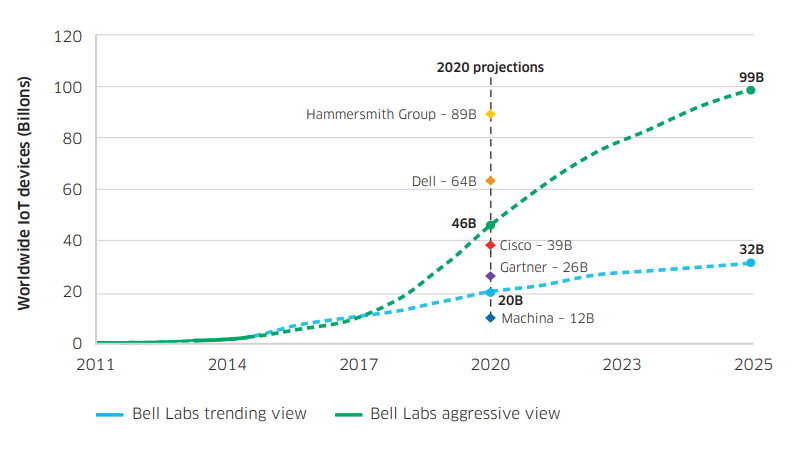 120
2020 projections
99B
100
Hammersmith Group – 89B
80
Dell – 64B
60
46B
40
Cisco – 39B
32B
Gartner – 26B
20
20B
Machina – 12B
0
2011 2014 2017 2020 2023 2025
Worldwide IoT devices (Billons)
Bell Labs trending view Bell Labs aggressive view